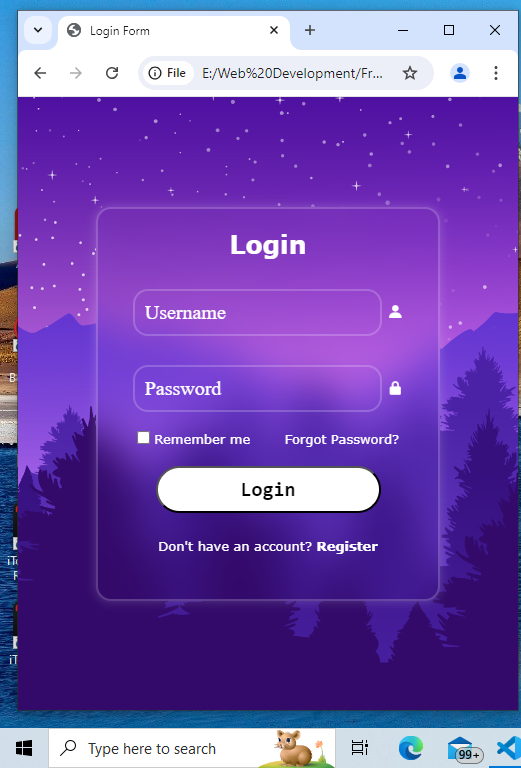 Login Form
File E:/Web%20Development/Fr...
Login
Username
Password
Remember me Forgot Password?
Login
Don't have an account? Register
Type here to search
99+